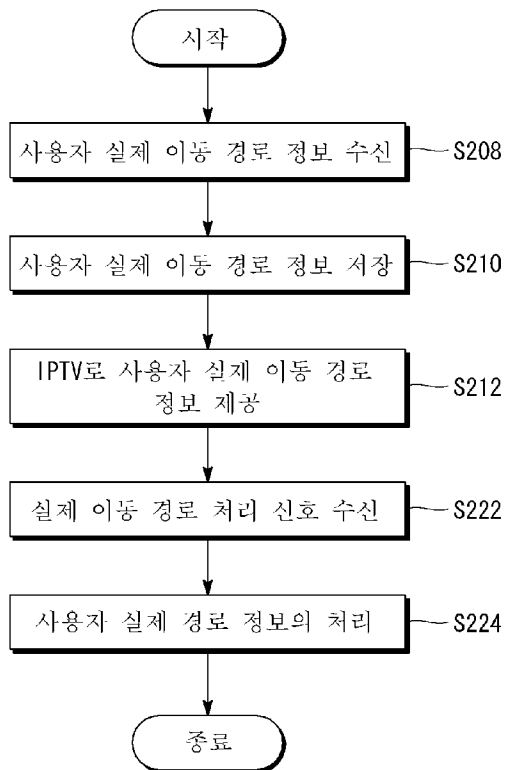 시작
사용자 실제 이동 경로 정보 수신
S208
사용자 실제 이동 경로 정보 저장
S210
IPTV로 사용자 실제 이동 경로
정보 제공
S212
실제 이동 경로 처리 신호 수신
S222
사용자 실제 경로 정보의 처리
S224
종료